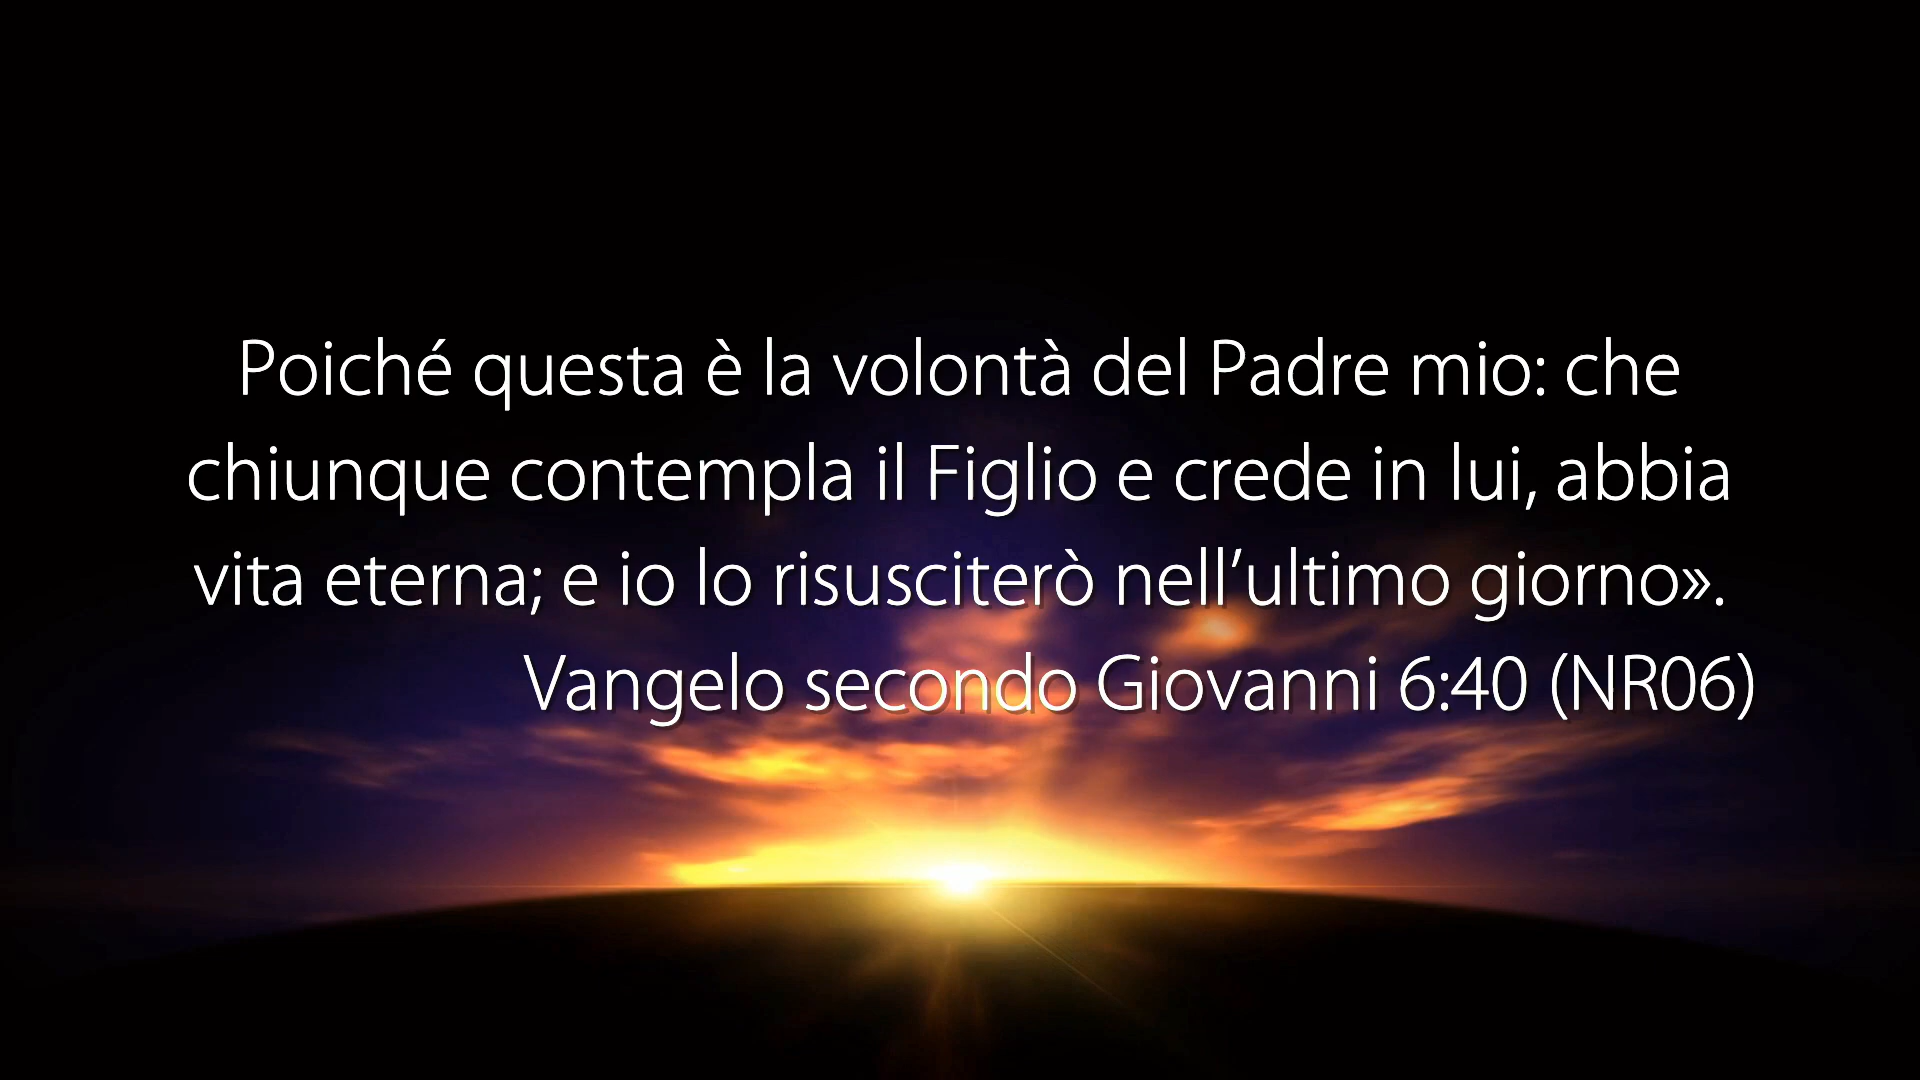 Poiché questa è la volontà del Padre mio: che
chiunque contempla il Figlio e crede in lui, abbia
vita eterna; e io lo risusciterò nell’ultimo giorno».
Vangelo secondo Giovanni 6:40 (NR06)